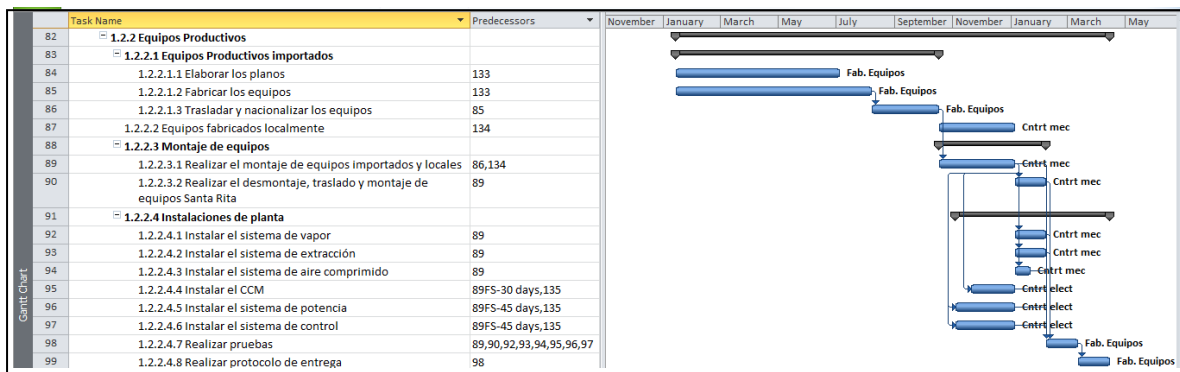 Task Name Predecessors November January March May July September November January March May
82 1.2.2 Equipos Productivos
83 1.2.2.1 Equipos Productivos importados
84 1.2.2.1.1 Elaborar los planos 133 Fab. Equipos
85 1.2.2.1.2 Fabricar los equipos 133 Fab. Equipos
86 1.2.2.1.3 Trasladar y nacionalizar los equipos 85 Fab. Equipos
87 1.2.2.2 Equipos fabricados localmente 134 Cntrt mec
88 1.2.2.3 Montaje de equipos
89 1.2.2.3.1 Realizar el montaje de equipos importados y locales 86,134 Cntrt mec
90 1.2.2.3.2 Realizar el desmontaje, traslado y montaje de 89 Cntrt mec
equipos Santa Rita
91 1.2.2.4 Instalaciones de planta
92 1.2.2.4.1 Instalar el sistema de vapor 89 Cntrt mec
93 1.2.2.4.2 Instalar el sistema de extracción 89 Cntrt mec
94 1.2.2.4.3 Instalar el sistema de aire comprimido 89 Cntrt mec
95 1.2.2.4.4 Instalar el CCM 89FS-30 days,135 Cntrt elect
96 1.2.2.4.5 Instalar el sistema de potencia 89FS-45 days,135 Cntrt elect
97 1.2.2.4.6 Instalar el sistema de control 89FS-45 days,135 Cntrt elect
98 1.2.2.4.7 Realizar pruebas 89,90,92,93,94,95,96,97 Fab. Equipos
99 1.2.2.4.8 Realizar protocolo de entrega 98 Fab. Equipos
Gantt Chart